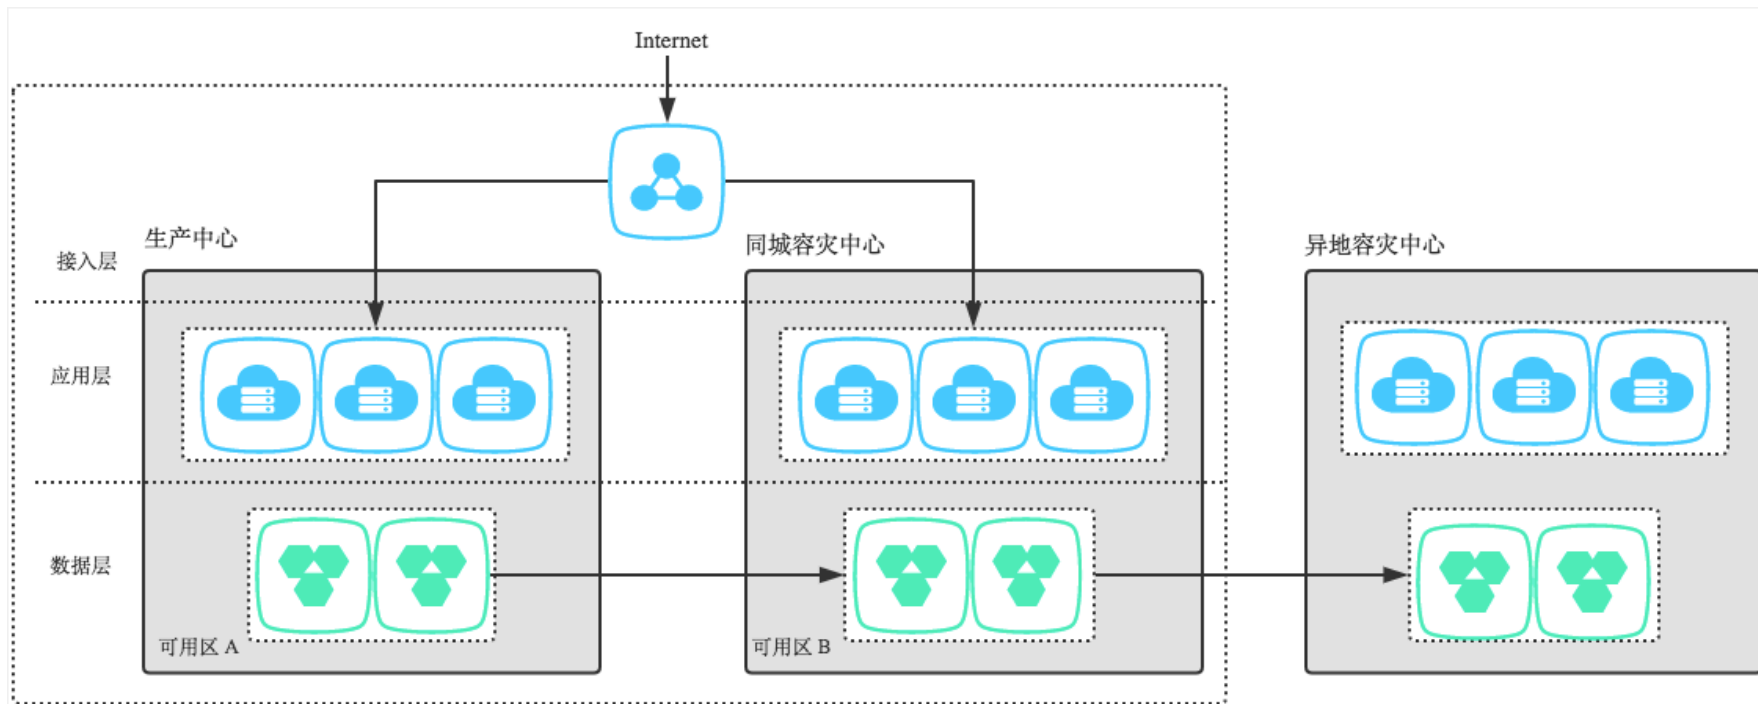 Internet
生产中心
同城容灾中心
异地容灾中心
接入层
应用层
数据层
可用区 A
可用区 B